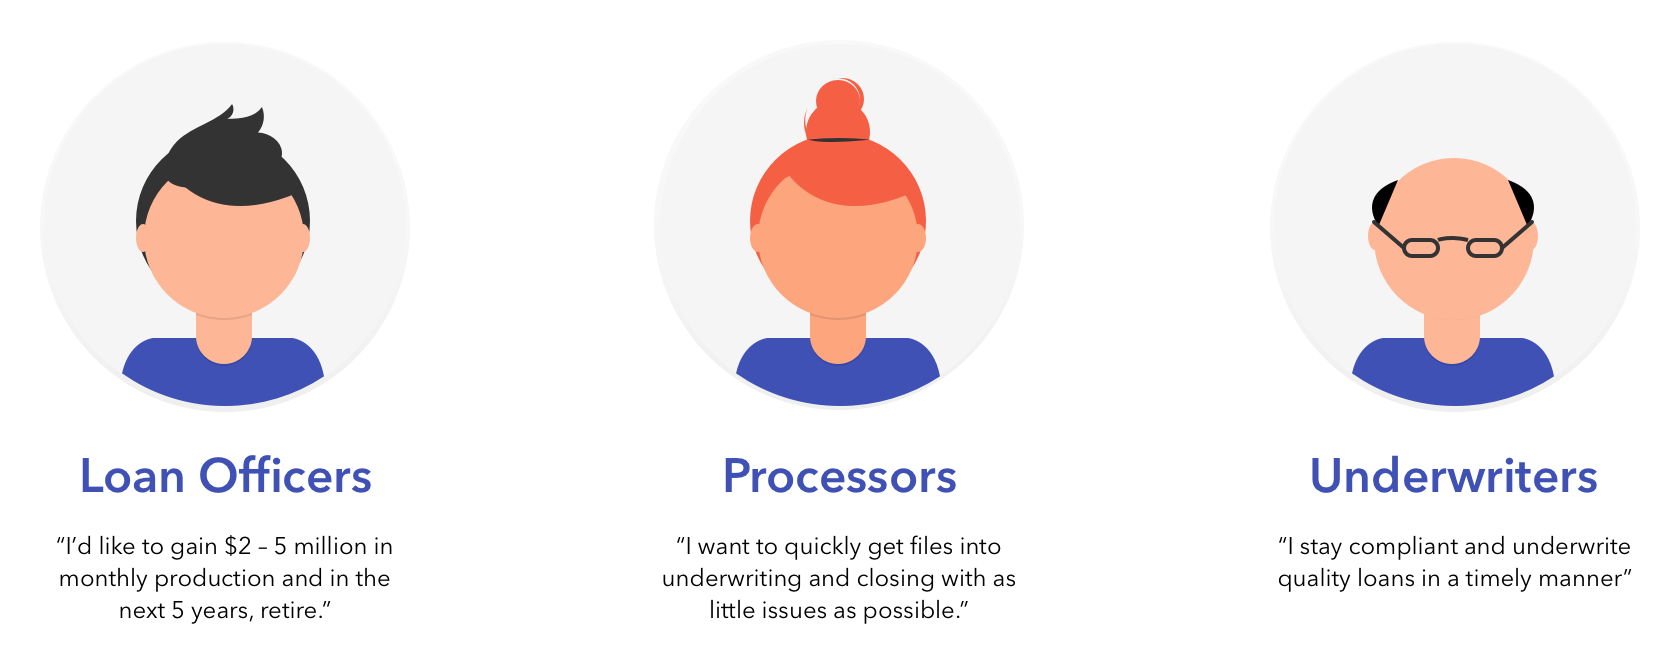 Loan Officers
“I’d like to gain $2 – 5 million in
monthly production and in the
next 5 years, retire.”
Processors
“I want to quickly get files into
underwriting and closing with as
little issues as possible.”
Underwriters
“I stay compliant and underwrite
quality loans in a timely manner”